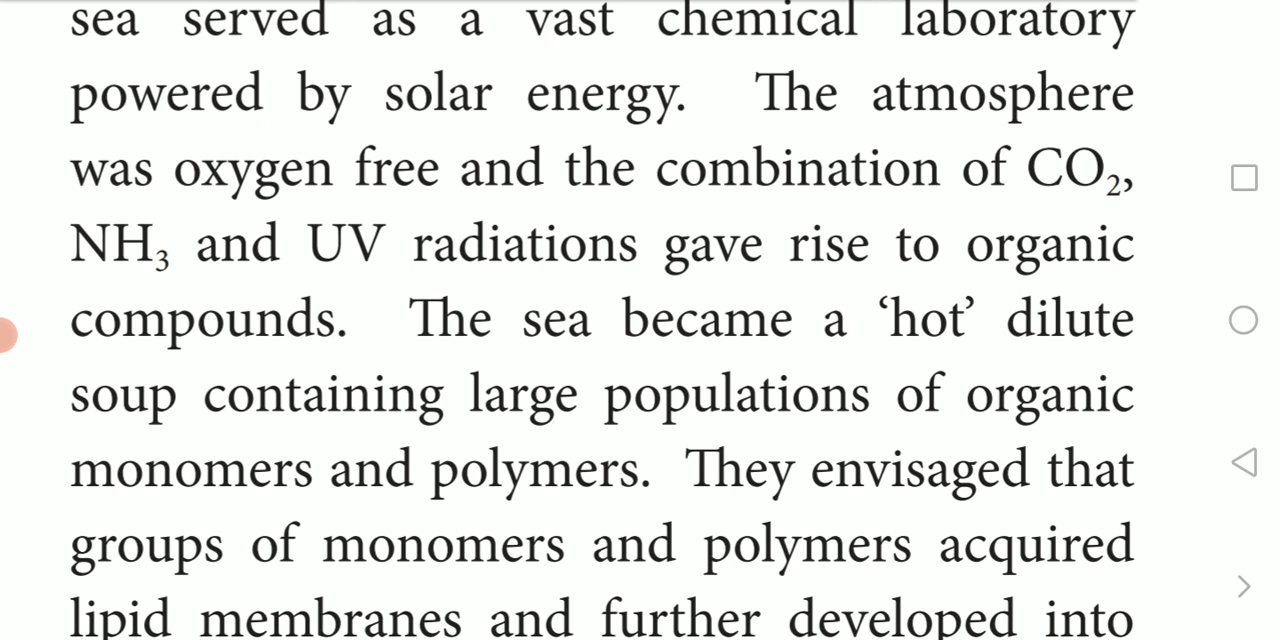 sea served as a vast chemical laboratory
powered by solar energy. The atmosphere
was oxygen free and the combination of CO₂,
NH₃ and UV radiations gave rise to organic
compounds. The sea became a ‘hot’ dilute
soup containing large populations of organic
monomers and polymers. They envisaged that
groups of monomers and polymers acquired
lipid membranes and further developed into